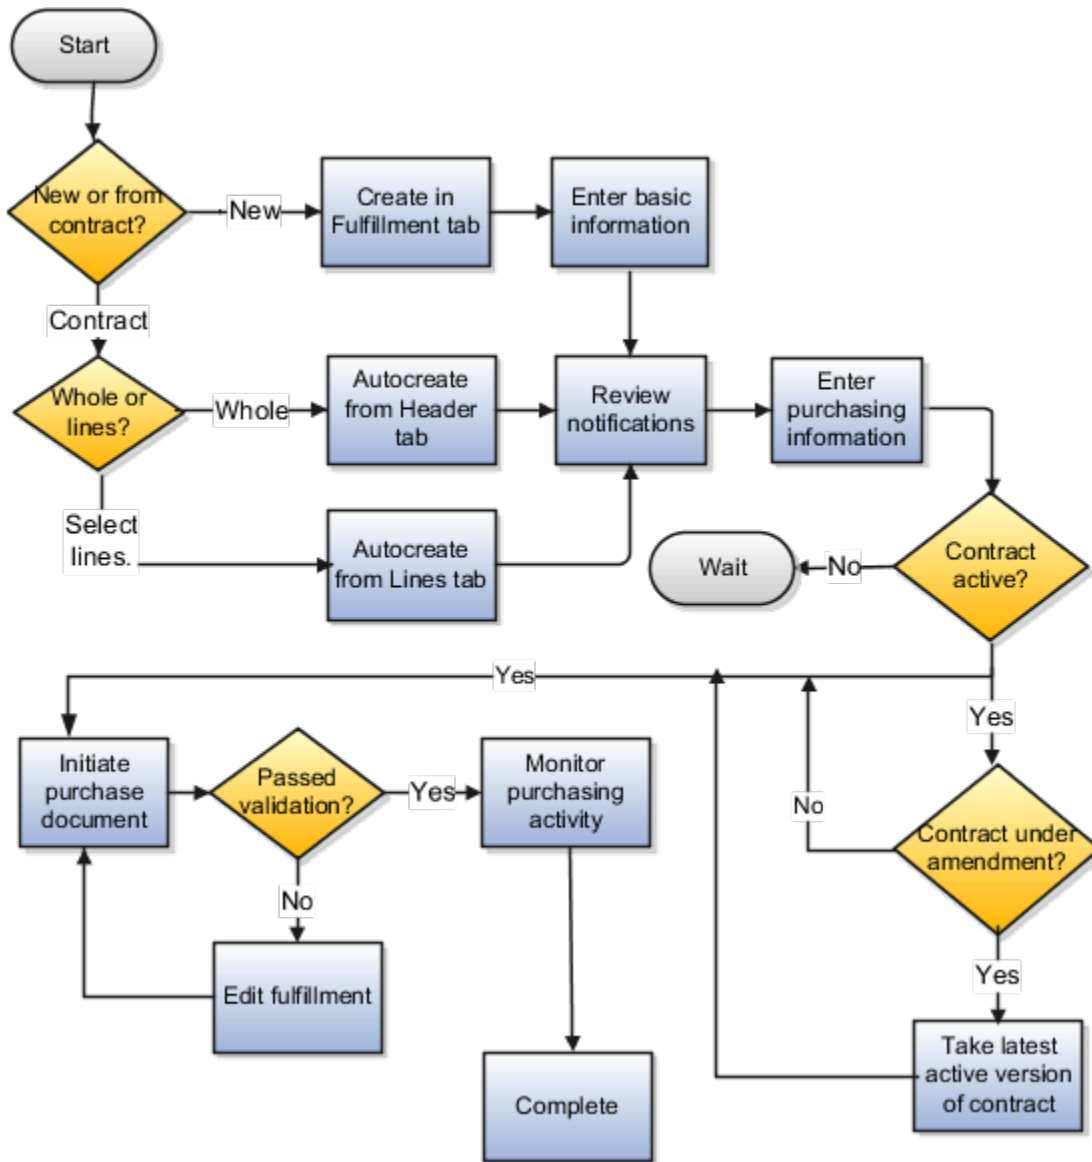 Start
New or from
contract?
New
Create in
Fulfillment tab
Enter basic
information
Contract
Whole or
lines?
Whole
Autocreate
from Header
tab
Review
notifications
Enter
purchasing
information
Select
lines.
Autocreate
from Lines tab
Wait
No
Contract
active?
Yes
Yes
Initiate
purchase
document
Passed
validation?
Yes
Monitor
purchasing
activity
No
Contract under
amendment?
No
Edit fulfillment
Yes
Complete
Take latest
active version
of contract